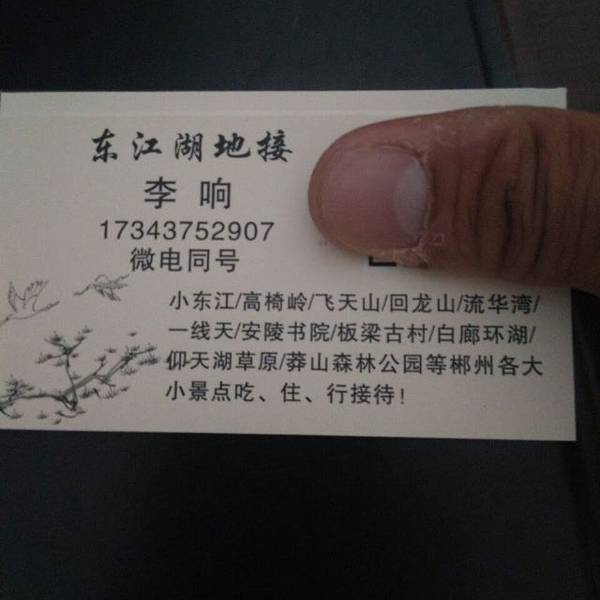 东江湖地接
李响
17343752907
微电同号
小东江/高椅岭/飞天山/回龙山/流华湾/
一线天/安陵书院/板梁古村/白廊环湖/
仰天湖草原/莽山森林公园等郴州各大
小景点吃、住、行接待!